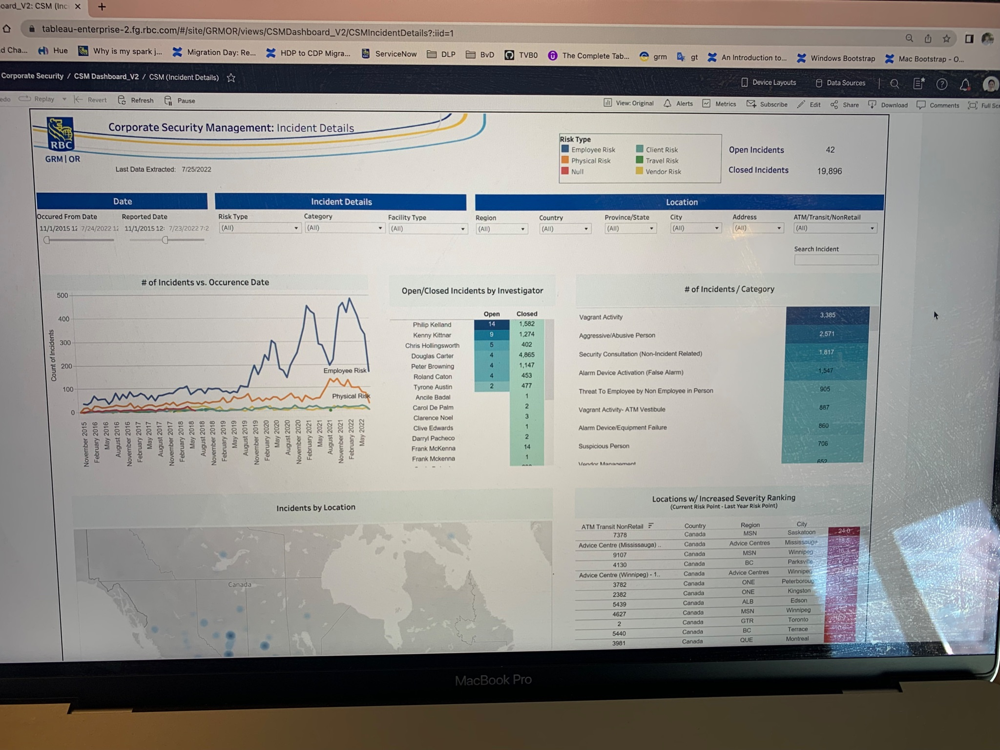 oard_V2: CSM (Inc
tableau-enterprise-2.fg.rbc.com/#/site/GRMOR/views/CSMDashboard_V2/CSMIncidentDetails?:iid=1
d Cha... Hue Why is my spark j... Migration Day: Re... HDP to CDP Migra... ServiceNow DLP BvD TVB0 The Complete Tab... grm gt An Introduction to... Windows Bootstrap Mac Bootstrap - O...
Corporate Security / CSM Dashboard_V2 / CSM (Incident Details) Device Layouts Data Sources
edo Replay Revert Refresh Pause View: Original Alerts Metrics Subscribe Edit Share Download Comments Full Scr
RBC
GRM | OR
Corporate Security Management: Incident Details
Last Data Extracted: 7/25/2022
Risk Type
Employee Risk Client Risk
Physical Risk Travel Risk
Null Vendor Risk
Open Incidents 42
Closed Incidents 19,896
Date Incident Details Location
Occured From Date Reported Date Risk Type Category Facility Type Region Country Province/State City Address ATM/Transit/NonRetail
11/1/2015 12 7/24/2022 12 11/1/2015 12: 7/23/2022 7:2 (All) (All) (All) (All) (All) (All) (All) (All) (All)
Search Incident
# of Incidents vs. Occurence Date
Count of Incidents
500
400
300
200
100
0
Employee Risk
Physical Risk
November 2015
February 2016
May 2016
August 2016
November 2016
February 2017
May 2017
August 2017
November 2017
February 2018
May 2018
August 2018
November 2018
February 2019
May 2019
August 2019
November 2019
February 2020
May 2020
August 2020
November 2020
February 2021
May 2021
August 2021
November 2021
February 2022
May 2022
Open/Closed Incidents by Investigator
Open Closed
Philip Kelland 14 1,582
Kenny Kittnar 9 1,274
Chris Hollingsworth 5 402
Douglas Carter 4 4,865
Peter Browning 4 1,147
Roland Caton 4 453
Tyrone Austin 2 477
Ancile Badal 1
Carol De Palm 2
Clarence Noel 3
Clive Edwards 1
Darryl Pacheco 2
Frank McKenna 14
Frank Mckenna 1
# of Incidents / Category
Vagrant Activity 3,385
Aggressive/Abusive Person 2,571
Security Consultation (Non-Incident Related) 1,817
Alarm Device Activation (False Alarm) 1,547
Threat To Employee by Non Employee in Person 905
Vagrant Activity- ATM Vestibule 887
Alarm Device/Equipment Failure 860
Suspicious Person 706
Vendor Management 652
Incidents by Location
Canada
Locations w/ Increased Severity Ranking
(Current Risk Point - Last Year Risk Point)
ATM Transit NonRetail Country Region City
7378 Canada MSN Saskatoon 24.0
Advice Centre (Mississauga) .. Canada Advice Centres Mississauga 18.5
9107 Canada MSN Winnipeg
4130 Canada BC Parksville
Advice Centre (Winnipeg) - 1.. Canada Advice Centres Winnipeg
3782 Canada ONE Peterboroug
2382 Canada ONE Kingston
5439 Canada ALB Edson
4627 Canada MSN Winnipeg
2 Canada GTR Toronto
5440 Canada BC Terrace
3981 Canada QUE Montreal
MacBook Pro